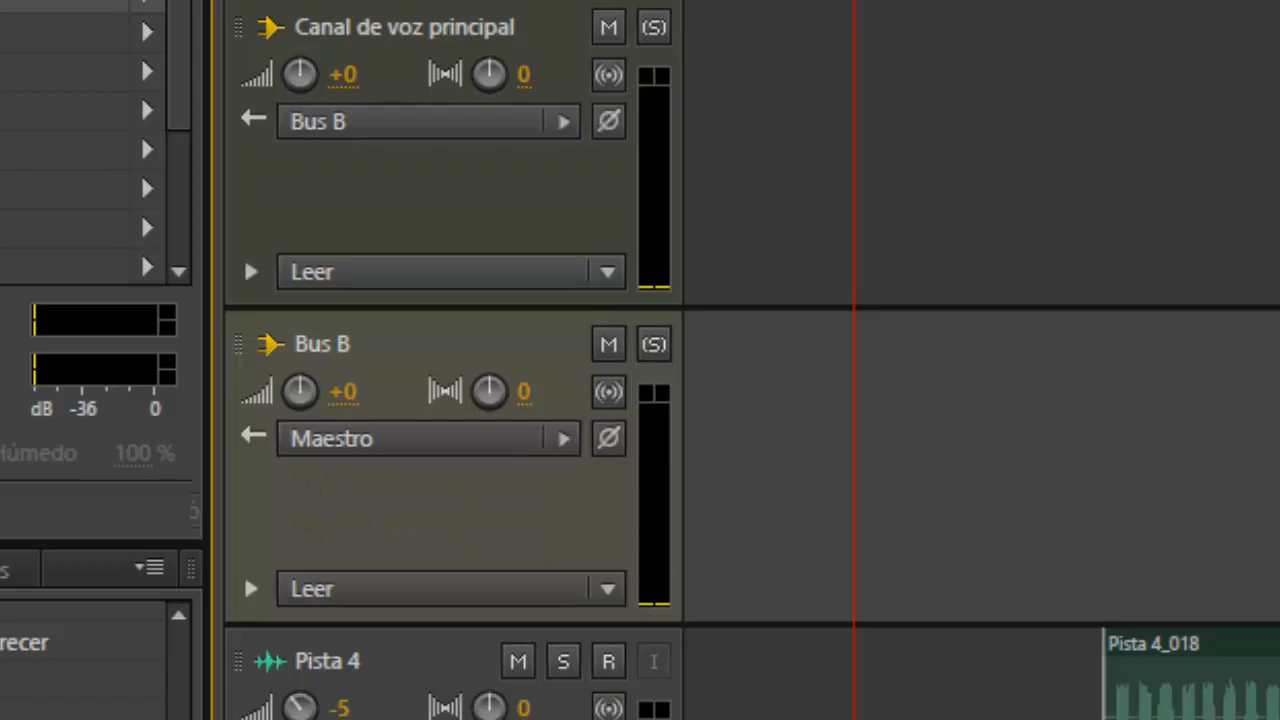 Canal de voz principal M (S)
+0 0
Bus B
Leer
Bus B M (S)
+0 0
dB -36 0
Maestro
Húmedo 100 %
Leer
s
recer
Pista 4 M S R I
Pista 4_018
-5 0